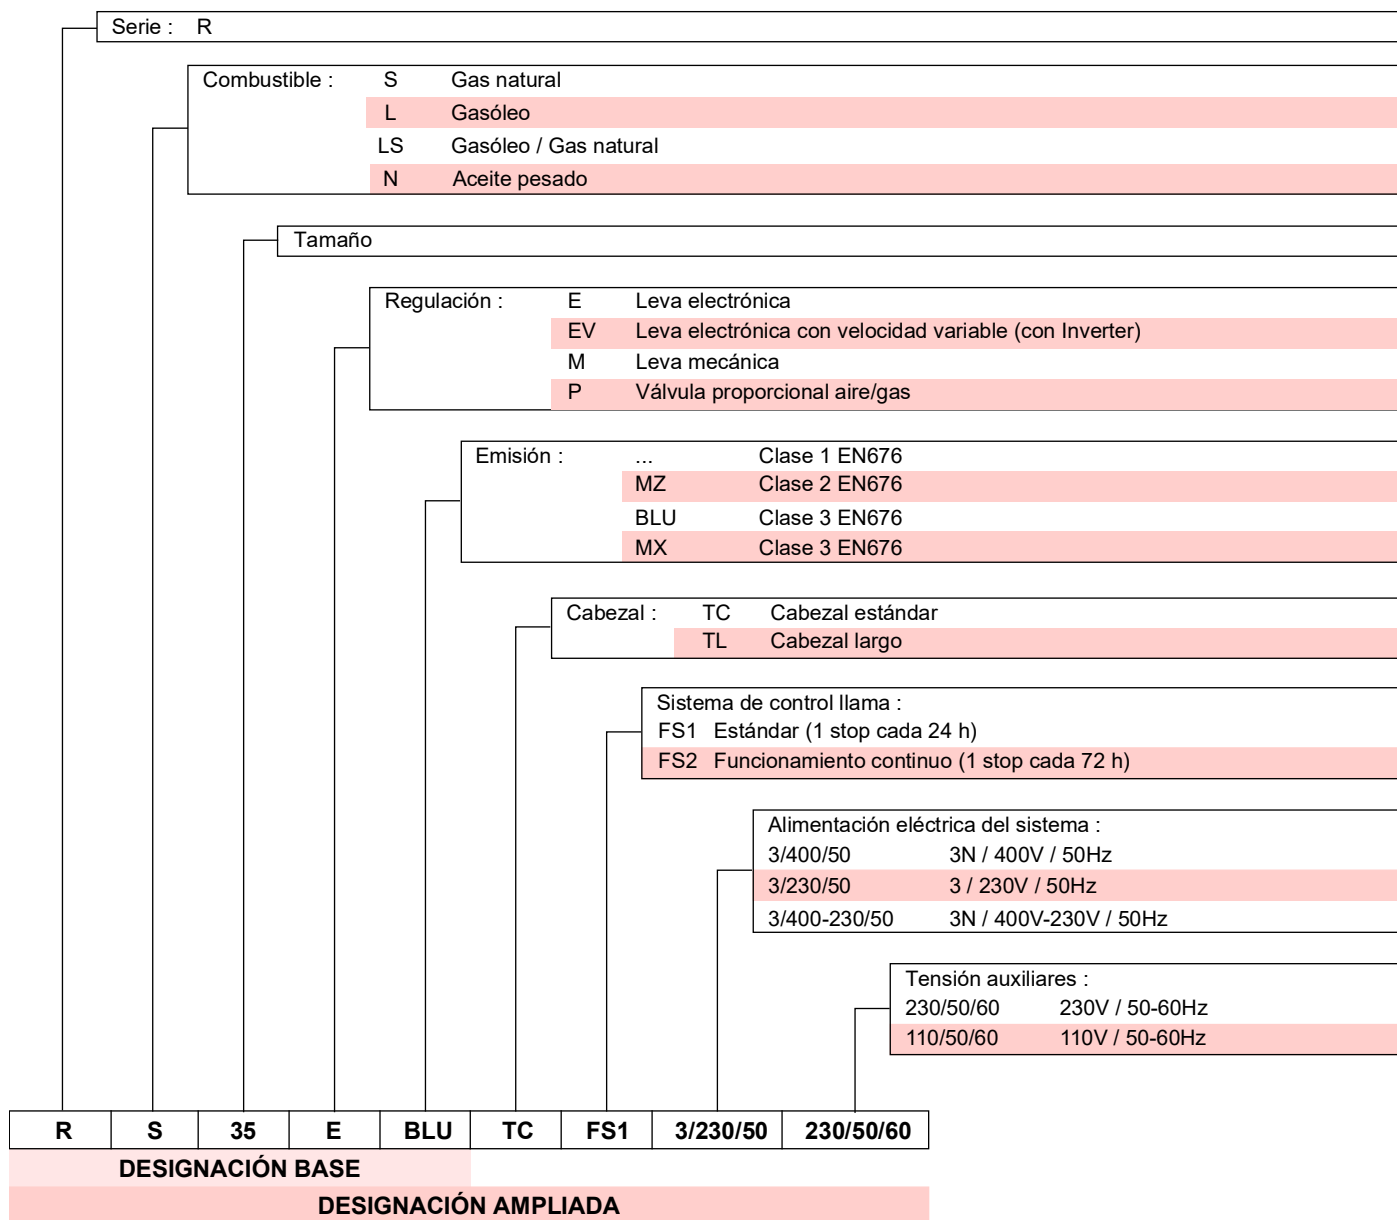 Serie : R
Combustible : S Gas natural
L Gasóleo
LS Gasóleo / Gas natural
N Aceite pesado
Tamaño
Regulación : E Leva electrónica
EV Leva electrónica con velocidad variable (con Inverter)
M Leva mecánica
P Válvula proporcional aire/gas
Emisión : ... Clase 1 EN676
MZ Clase 2 EN676
BLU Clase 3 EN676
MX Clase 3 EN676
Cabezal : TC Cabezal estándar
TL Cabezal largo
Sistema de control llama :
FS1 Estándar (1 stop cada 24 h)
FS2 Funcionamiento continuo (1 stop cada 72 h)
Alimentación eléctrica del sistema :
3/400/50 3N / 400V / 50Hz
3/230/50 3 / 230V / 50Hz
3/400-230/50 3N / 400V-230V / 50Hz
Tensión auxiliares :
230/50/60 230V / 50-60Hz
110/50/60 110V / 50-60Hz
R S 35 E BLU TC FS1 3/230/50 230/50/60
DESIGNACIÓN BASE
DESIGNACIÓN AMPLIADA